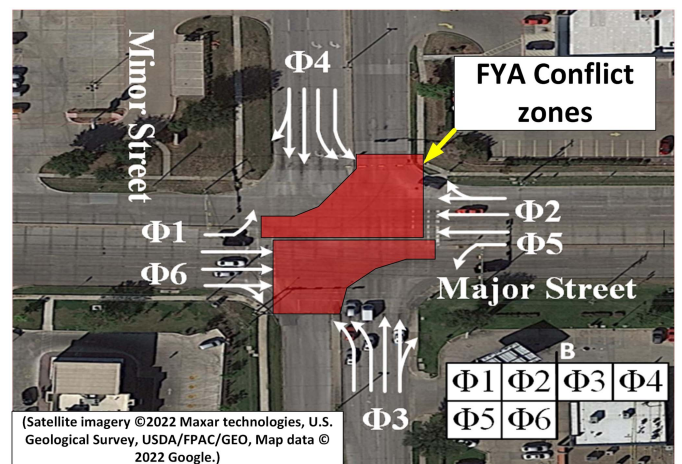 Minor Street
Φ4
FYA Conflict
zones
Φ1
Φ2
Φ5
Φ6
Major Street
Φ3
B
Φ1 Φ2 Φ3 Φ4
Φ5 Φ6
(Satellite imagery ©2022 Maxar technologies, U.S.
Geological Survey, USDA/FPAC/GEO, Map data ©
2022 Google.)